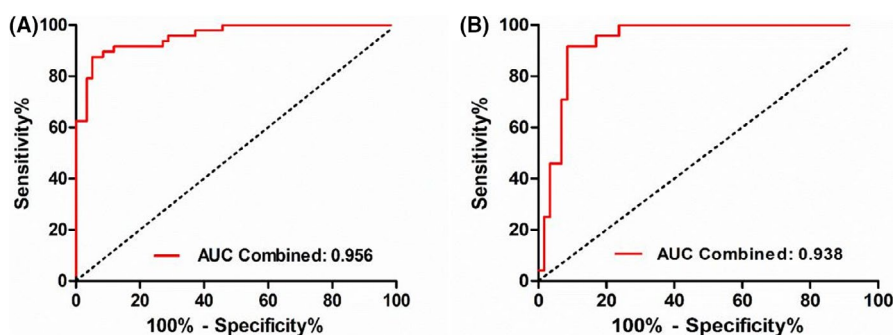 (A)
100
80
60
40
20
0
Sensitivity%
AUC Combined: 0.956
0 20 40 60 80 100
100% - Specificity%
(B)
100
80
60
40
20
0
Sensitivity%
AUC Combined: 0.938
0 20 40 60 80 100
100% - Specificity%